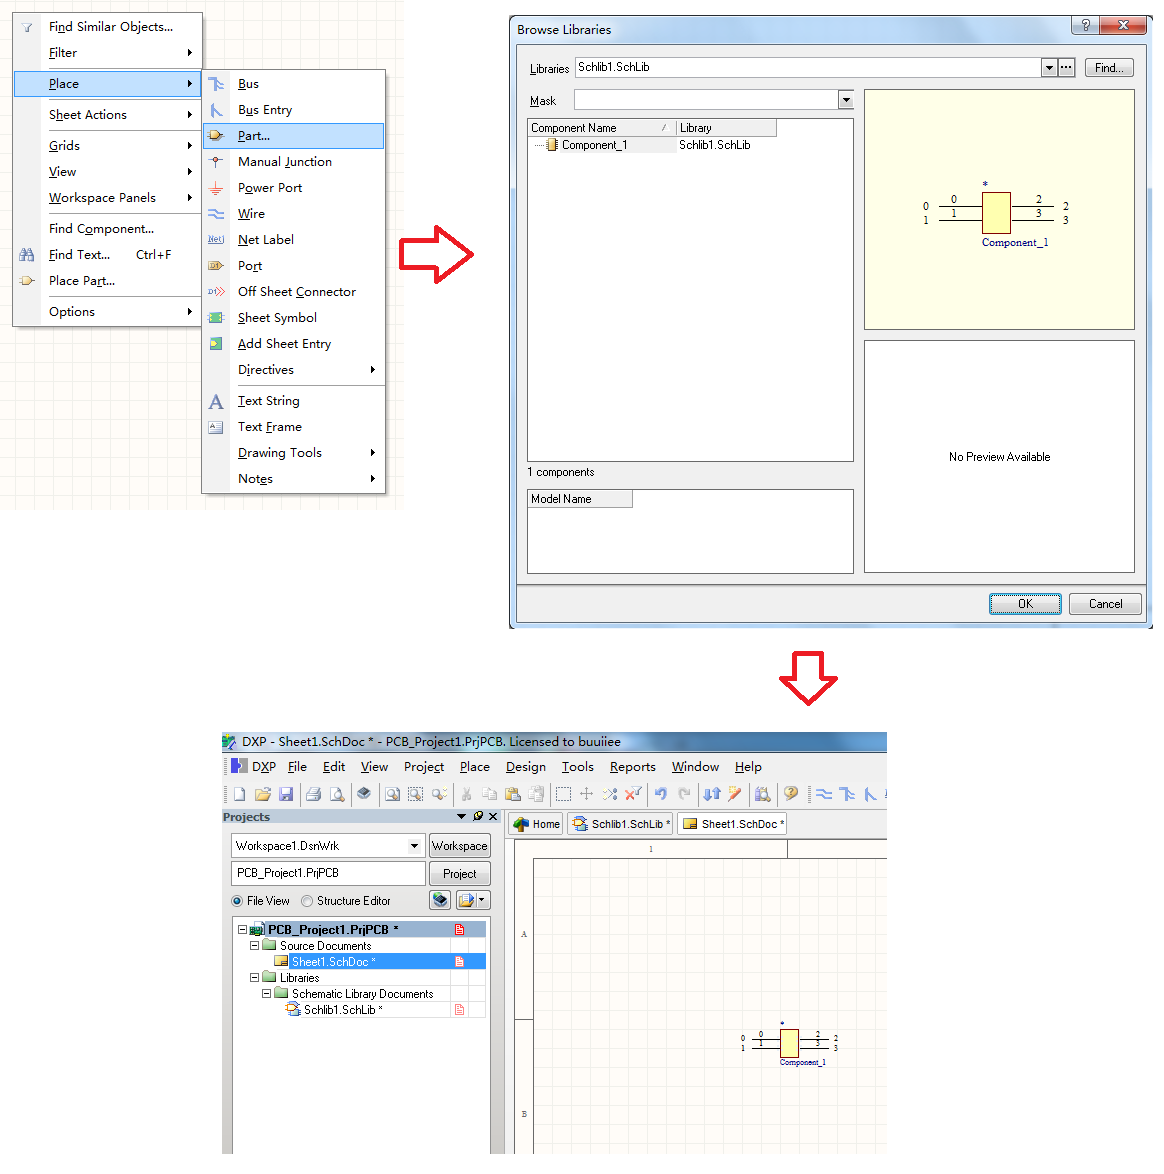 Find Similar Objects...
Filter
Place
Sheet Actions
Grids
View
Workspace Panels
Find Component...
Find Text... Ctrl+F
Place Part...
Options
Bus
Bus Entry
Part...
Manual Junction
Power Port
Wire
Net Label
Port
Off Sheet Connector
Sheet Symbol
Add Sheet Entry
Directives
Text String
Text Frame
Drawing Tools
Notes
Browse Libraries
Libraries Schlib1.SchLib Find...
Mask
Component Name Library
Component_1 Schlib1.SchLib
1 components
Model Name
*
0 0 2 2
1 1 3 3
Component_1
No Preview Available
OK Cancel
DXP - Sheet1.SchDoc * - PCB_Project1.PrjPCB. Licensed to buuiiee
DXP File Edit View Project Place Design Tools Reports Window Help
Projects
Workspace1.DsnWrk Workspace
PCB_Project1.PrjPCB Project
File View Structure Editor
PCB_Project1.PrjPCB *
Source Documents
Sheet1.SchDoc *
Libraries
Schematic Library Documents
Schlib1.SchLib *
Home Schlib1.SchLib * Sheet1.SchDoc *
1
A
B
*
0 0 2 2
1 1 3 3
Component_1